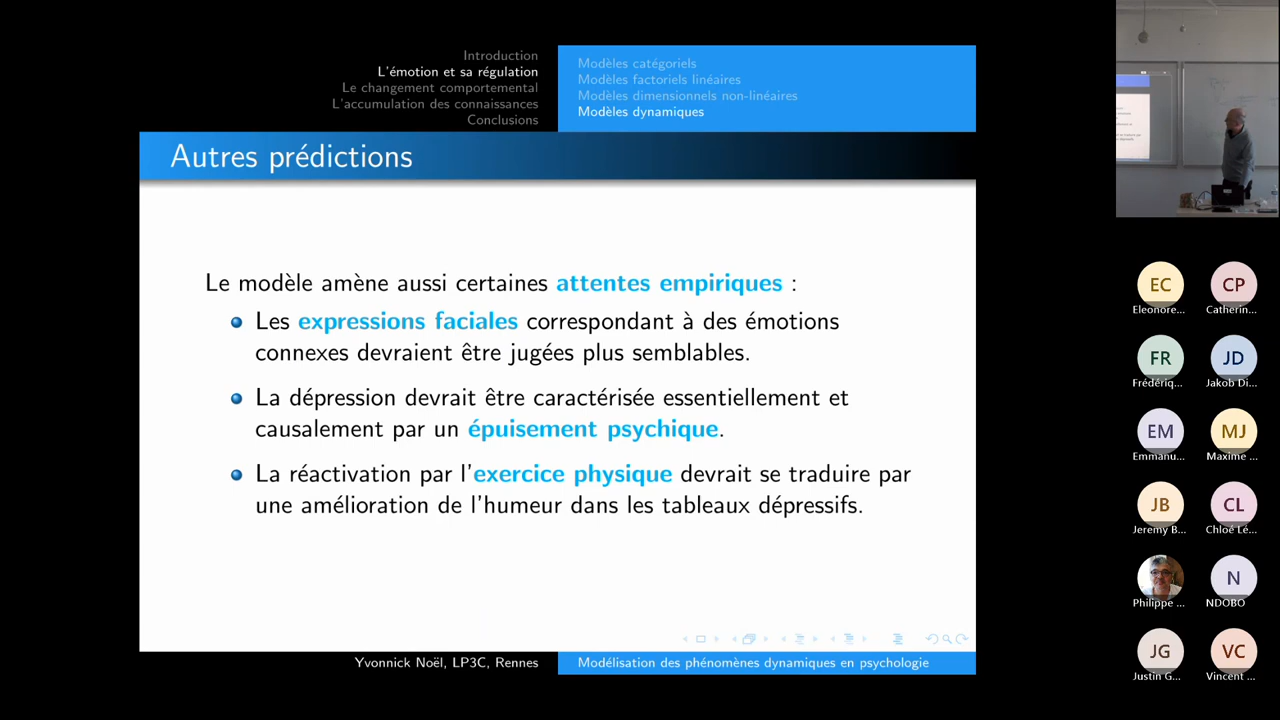 Introduction
L'émotion et sa régulation
Le changement comportemental
L'accumulation des connaissances
Conclusions
Modèles catégoriels
Modèles factoriels linéaires
Modèles dimensionnels non-linéaires
Modèles dynamiques
Autres prédictions
Le modèle amène aussi certaines attentes empiriques :
Les expressions faciales correspondant à des émotions
connexes devraient être jugées plus semblables.
La dépression devrait être caractérisée essentiellement et
causalement par un épuisement psychique.
La réactivation par l'exercice physique devrait se traduire par
une amélioration de l'humeur dans les tableaux dépressifs.
Yvonnick Noël, LP3C, Rennes
Modélisation des phénomènes dynamiques en psychologie
EC
Eleonore...
CP
Catherin...
FR
Frédériq...
JD
Jakob Di...
EM
Emmanu...
MJ
Maxime ...
JB
Jeremy B...
CL
Chloé Lé...
Philippe ...
N
NDOBO
JG
Justin G...
VC
Vincent ...